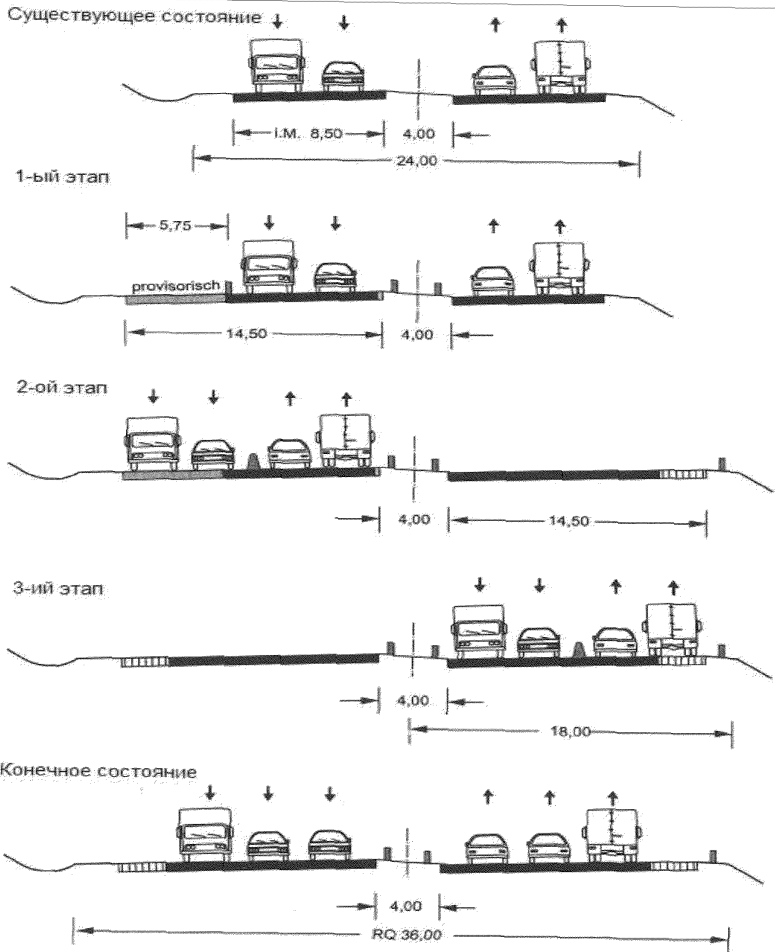 Существующее состояние
i.M. 8,50
4,00
24,00
1-ый этап
5,75
provisorisch
14,50
4,00
2-ой этап
4,00
14,50
3-ий этап
4,00
18,00
Конечное состояние
4,00
RQ 36,00